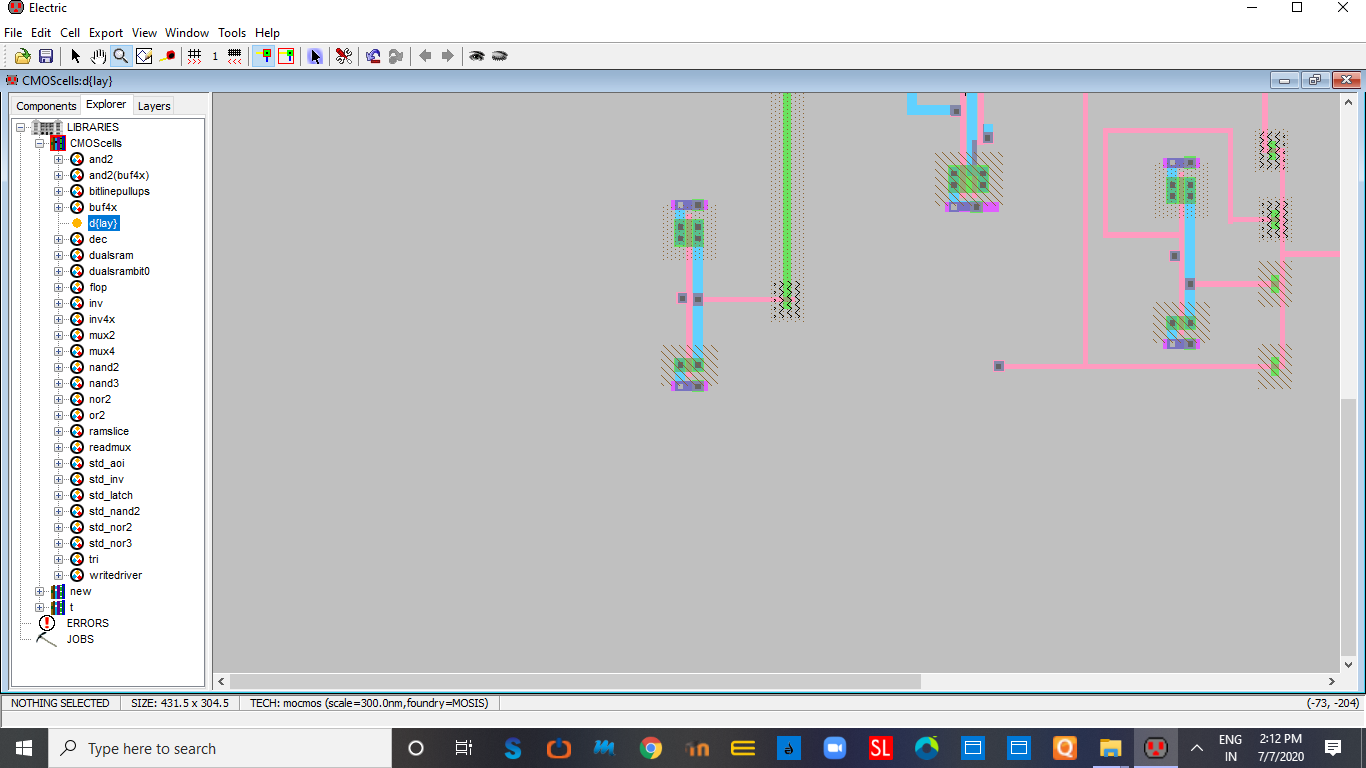 Electric
File Edit Cell Export View Window Tools Help
1
CMOScells:d{lay}
Components Explorer Layers
LIBRARIES
CMOScells
and2
and2(buf4x)
bitlinepullups
buf4x
d{lay}
dec
dualsram
dualsrambit0
flop
inv
inv4x
mux2
mux4
nand2
nand3
nor2
or2
ramslice
readmux
std_aoi
std_inv
std_latch
std_nand2
std_nor2
std_nor3
tri
writedriver
new
t
ERRORS
JOBS
NOTHING SELECTED SIZE: 431.5 x 304.5 TECH: mocmos (scale=300.0nm,foundry=MOSIS) (-73, -204)
Type here to search
S
m
in
SL
Q
ENG
IN
2:12 PM
7/7/2020